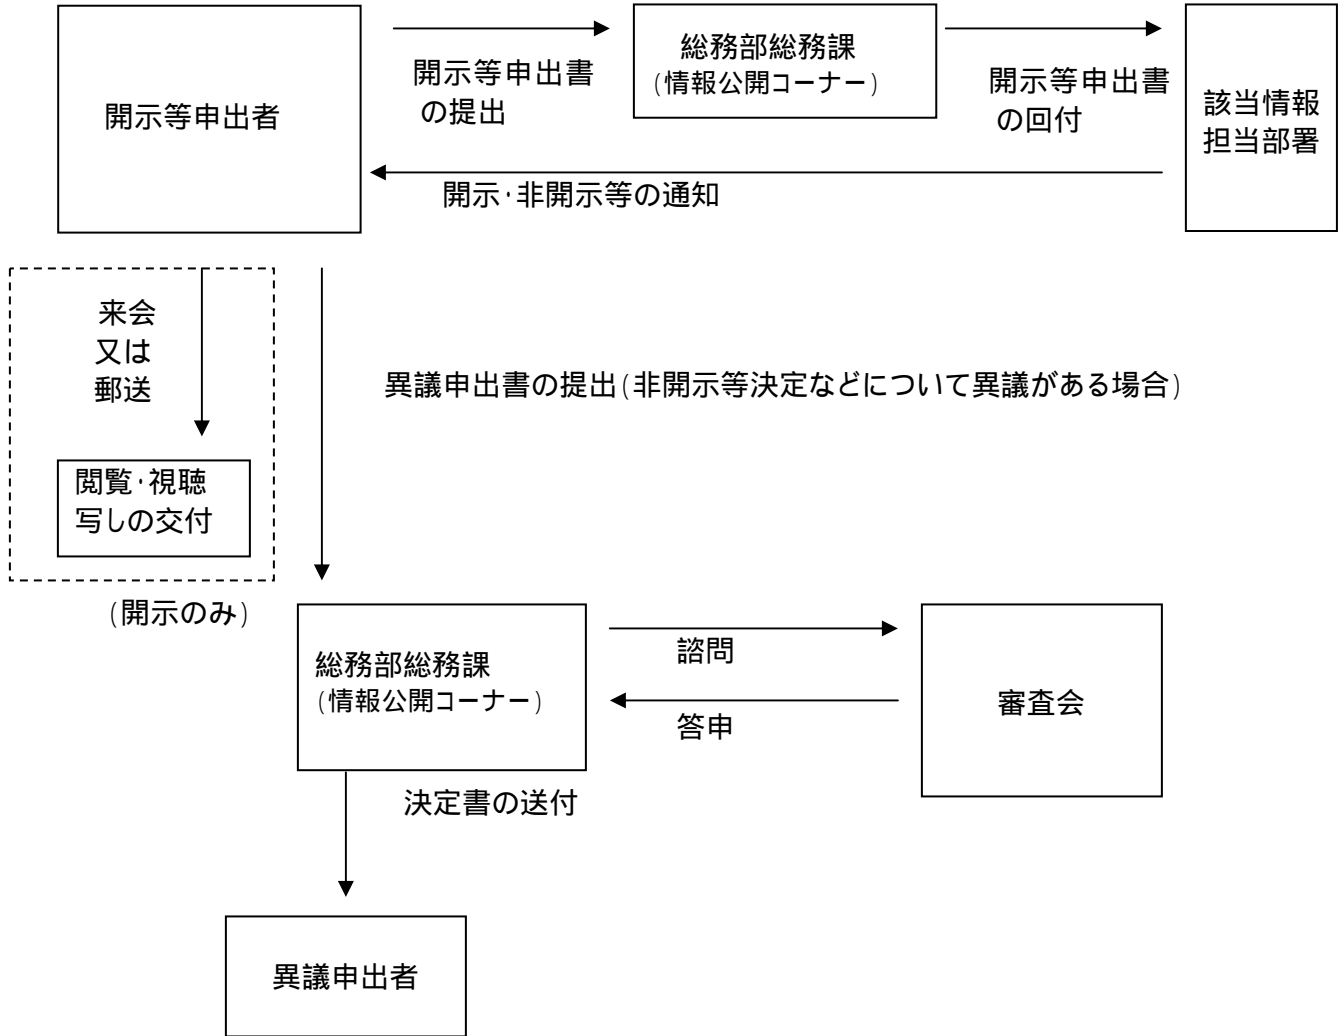 開示等申出者
開示等申出書
の提出
総務部総務課
(情報公開コーナー)
開示等申出書
の回付
該当情報
担当部署
開示・非開示等の通知
来会
又は
郵送
閲覧・視聴
写しの交付
(開示のみ)
異議申出書の提出(非開示等決定などについて異議がある場合)
総務部総務課
(情報公開コーナー)
諮問
答申
審査会
決定書の送付
異議申出者